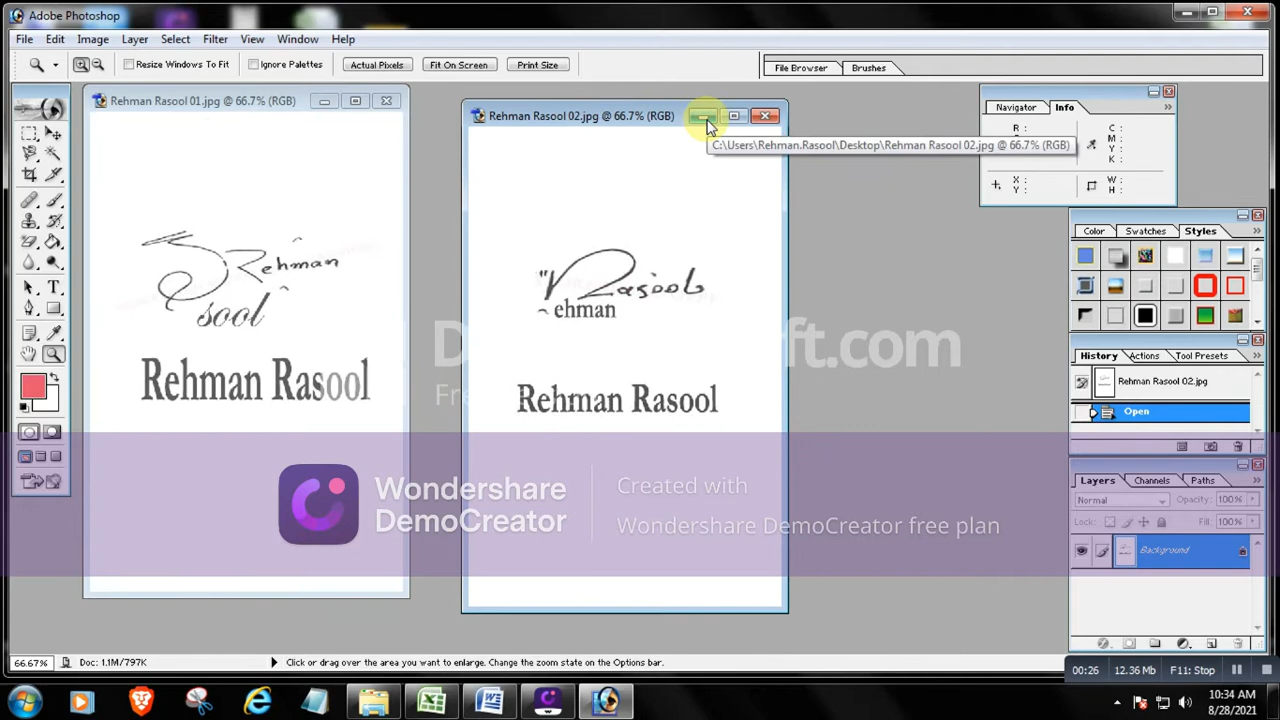 Adobe Photoshop
File Edit Image Layer Select Filter View Window Help
Resize Windows To Fit Ignore Palettes Actual Pixels Fit On Screen Print Size File Browser Brushes
Rehman Rasool 01.jpg @ 66.7% (RGB)
Rehman
sool
Rehman Rasool
Rehman Rasool 02.jpg @ 66.7% (RGB)
C:\Users\Rehman.Rasool\Desktop\Rehman Rasool 02.jpg @ 66.7% (RGB)
Rasool
ehman
Rehman Rasool
ft.com
Wondershare
DemoCreator
Created with
Wondershare DemoCreator free plan
Navigator Info
R : C :
M :
Y :
K :
X : W :
Y : H :
Color Swatches Styles
History Actions Tool Presets
Rehman Rasool 02.jpg
Open
Layers Channels Paths
Normal Opacity: 100%
Lock: Fill: 100%
Background
66.67% Doc: 1.1M/797K Click or drag over the area you want to enlarge. Change the zoom state on the Options bar.
00:26 12.36 Mb F11: Stop
10:34 AM
8/28/2021